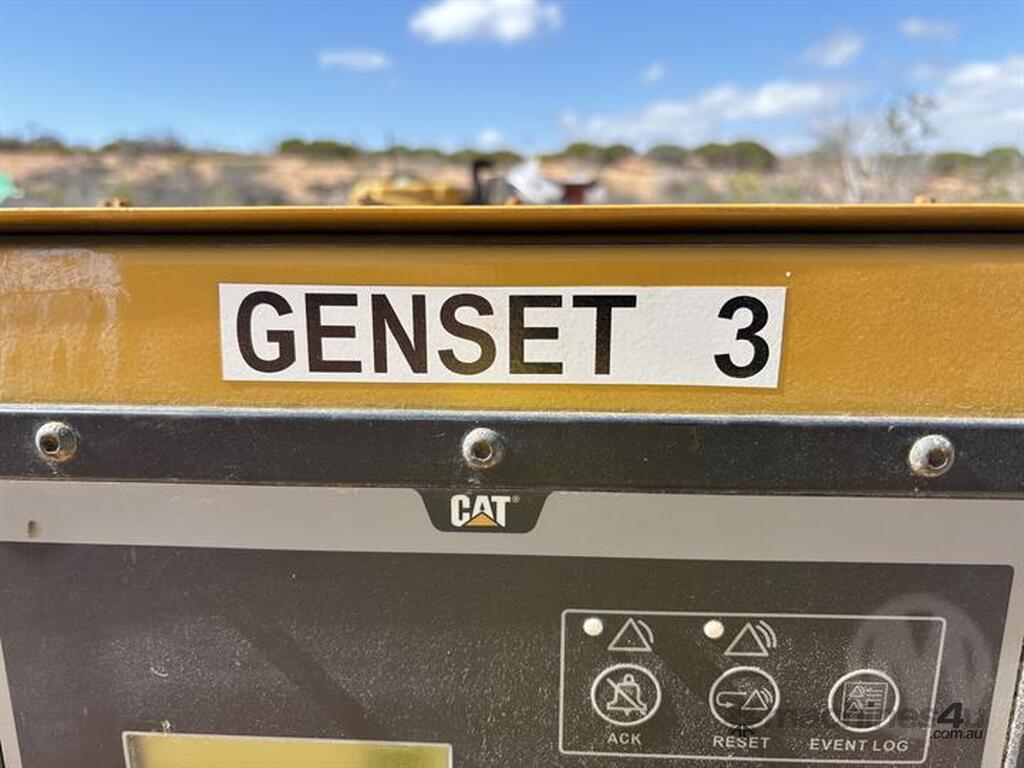 GENSET 3
CAT®
ACK RESET EVENT LOG
machines4u
.com.au